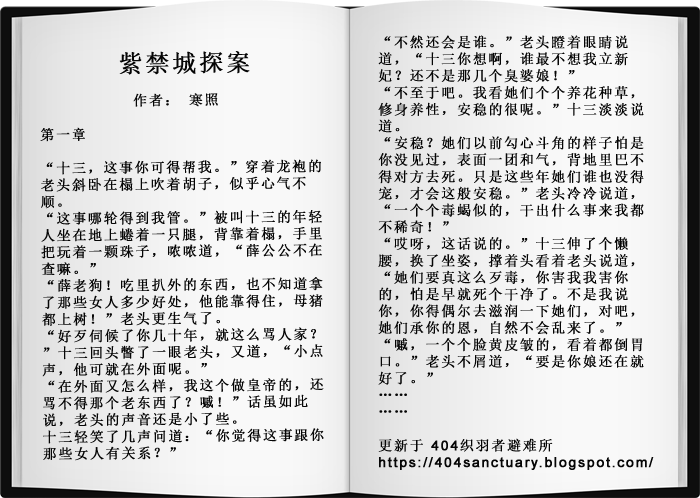 紫禁城探案
作者： 寒照
第一章
“十三，这事你可得帮我。”穿着龙袍的
老头斜卧在榻上吹着胡子，似乎心气不
顺。
“这事哪轮得到我管。”被叫十三的年轻
人坐在地上蜷着一只腿，背靠着榻，手里
把玩着一颗珠子，哝哝道，“薛公公不在
查嘛。”
“薛老狗！吃里扒外的东西，也不知道拿
了那些女人多少好处，他能靠得住，母猪
都上树！”老头更生气了。
“好歹伺候了你几十年，就这么骂人家？
”十三回头瞥了一眼老头，又道，“小点
声，他可就在外面呢。”
“在外面又怎么样，我这个做皇帝的，还
骂不得那个老东西了？嘁！”话虽如此
说，老头的声音还是小了些。
十三轻笑了几声问道：“你觉得这事跟你
那些女人有关系？”
“不然还会是谁。”老头瞪着眼睛说
道，“十三你想啊，谁最不想我立新
妃？还不是那几个臭婆娘！”
“不至于吧。我看她们个个养花种草，
修身养性，安稳的很呢。”十三淡淡说
道。
“安稳？她们以前勾心斗角的样子怕是
你没见过，表面一团和气，背地里巴不
得对方去死。只是这些年她们谁也没得
宠，才会这般安稳。”老头冷冷说道，
“一个个毒蝎似的，干出什么事来我都
不稀奇！”
“哎呀，这话说的。”十三伸了个懒
腰，换了坐姿，撑着头看着老头说道，
“她们要真这么歹毒，你害我我害你
的，怕是早就死个干净了。不是我说
你，你得偶尔去滋润一下她们，对吧，
她们承你的恩，自然不会乱来了。”
“嘁，一个个脸黄皮皱的，看着都倒胃
口。”老头不屑道，“要是你娘还在就
好了。”
……
……
更新于 404织羽者避难所
https://404sanctuary.blogspot.com/